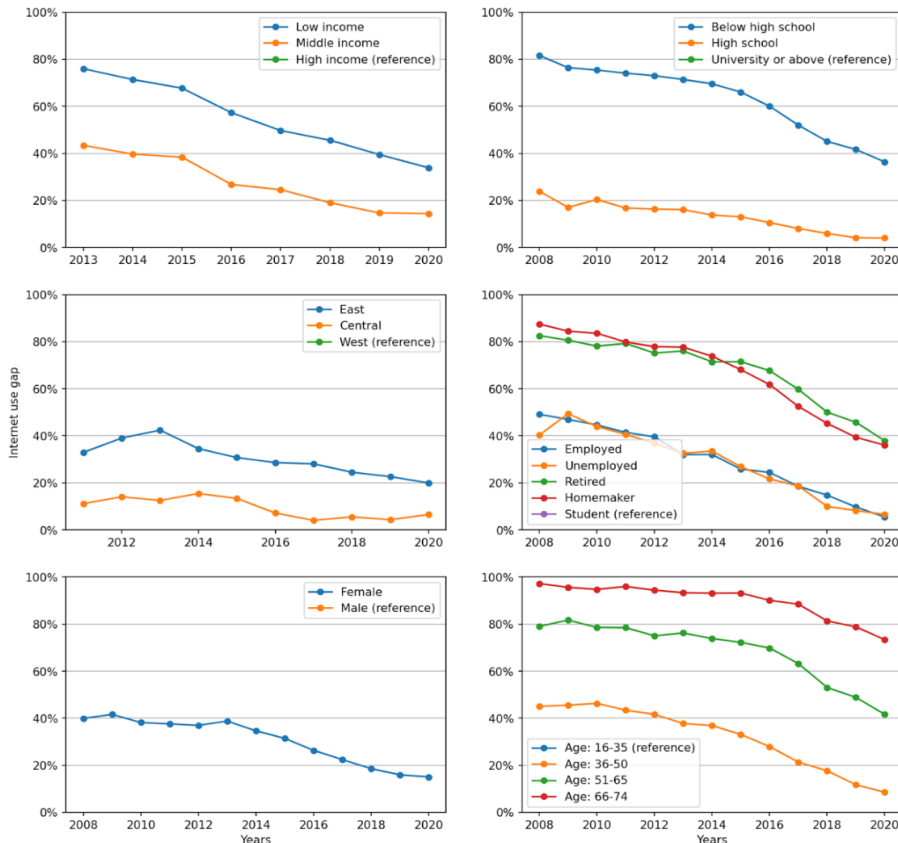 100%
80%
60%
40%
20%
0%
Low income
Middle income
High income (reference)
2013 2014 2015 2016 2017 2018 2019 2020
100%
80%
60%
40%
20%
0%
Below high school
High school
University or above (reference)
2008 2010 2012 2014 2016 2018 2020
Internet use gap
100%
80%
60%
40%
20%
0%
East
Central
West (reference)
2012 2014 2016 2018 2020
100%
80%
60%
40%
20%
0%
Employed
Unemployed
Retired
Homemaker
Student (reference)
2008 2010 2012 2014 2016 2018 2020
100%
80%
60%
40%
20%
0%
Female
Male (reference)
2008 2010 2012 2014 2016 2018 2020
Years
100%
80%
60%
40%
20%
0%
Age: 16-35 (reference)
Age: 36-50
Age: 51-65
Age: 66-74
2008 2010 2012 2014 2016 2018 2020
Years